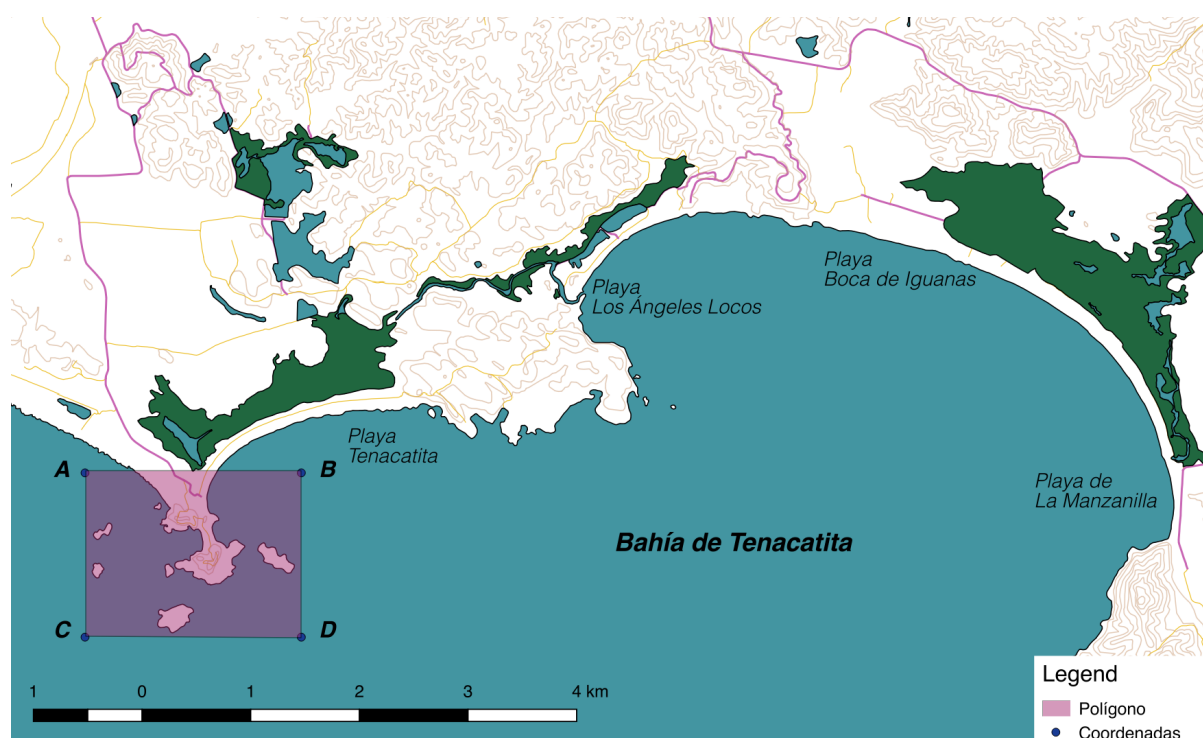 Playa
Boca de Iguanas
Playa
Los Ángeles Locos
Playa
Tenacatita
A
B
Playa de
La Manzanilla
Bahía de Tenacatita
C
D
1 0 1 2 3 4 km
Legend
Polígono
Coordenadas